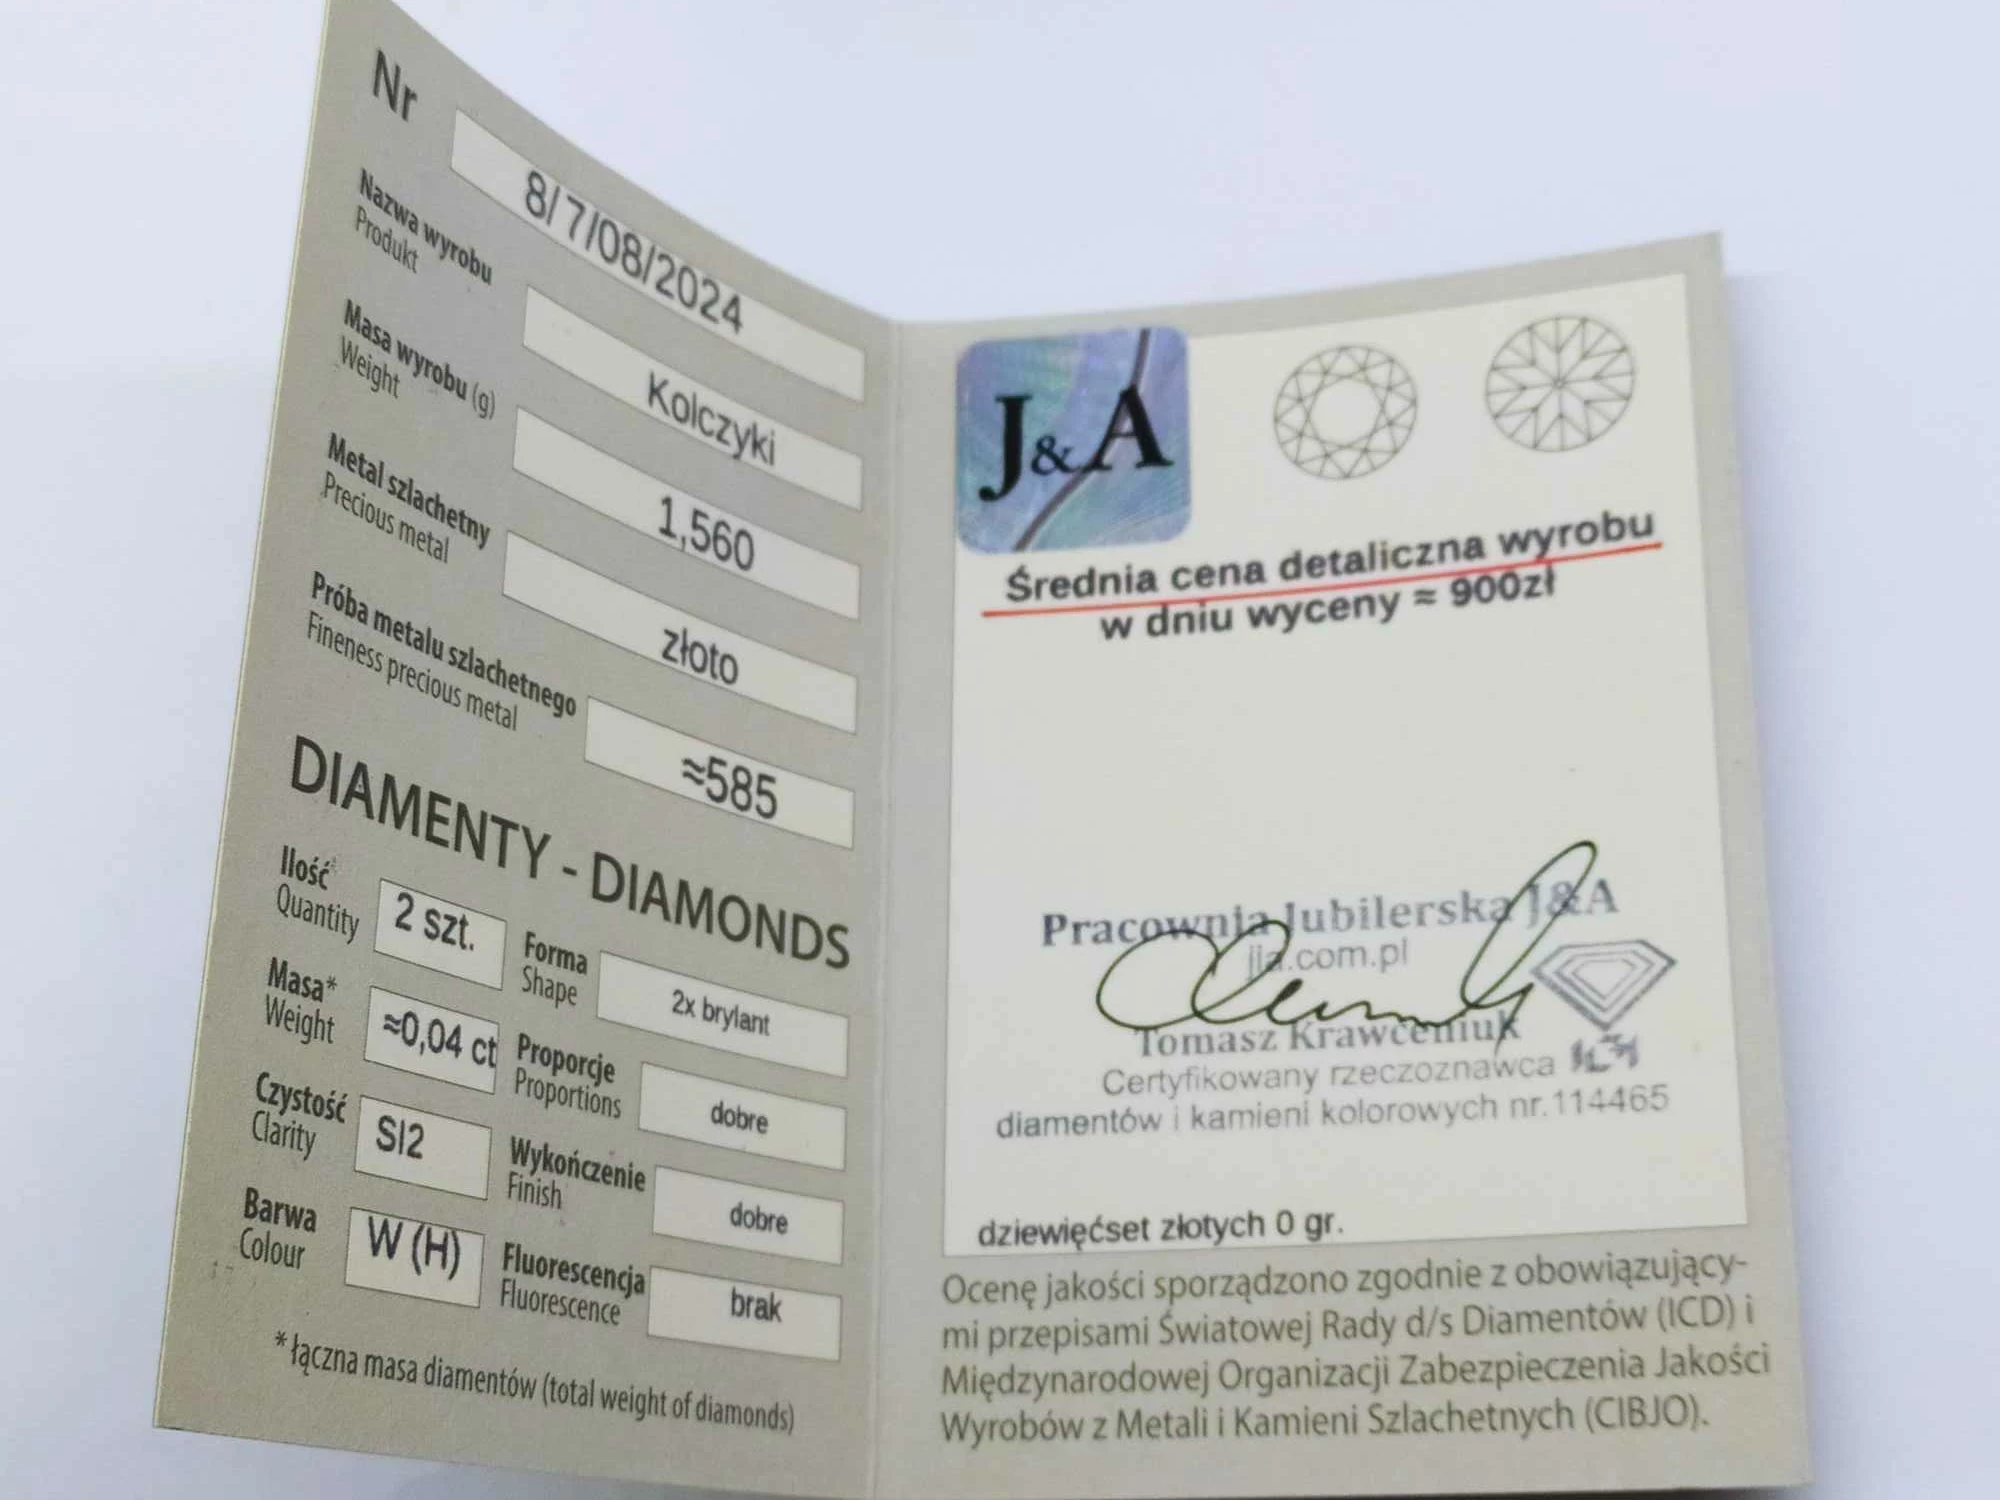 Nr
8/7/08/2024
Nazwa wyrobu
Produkt
Kolczyki
Masa wyrobu (g)
Weight
1,560
Metal szlachetny
Precious metal
złoto
Próba metalu szlachetnego
Fineness precious metal
≈585
DIAMENTY - DIAMONDS
Ilość
Quantity
2 szt.
Forma
Shape
2x brylant
Masa*
Weight
≈0,04 ct
Proporcje
Proportions
dobre
Czystość
Clarity
SI2
Wykończenie
Finish
dobre
Barwa
Colour
W (H)
Fluorescencja
Fluorescence
brak
* łączna masa diamentów (total weight of diamonds)
J&A
Średnia cena detaliczna wyrobu
w dniu wyceny ≈ 900zł
Pracownia Jubilerska J&A
jja.com.pl
Tomasz Krawceniuk
Certyfikowany rzeczoznawca
diamentów i kamieni kolorowych nr.114465
dziewięćset złotych 0 gr.
Ocenę jakości sporządzono zgodnie z obowiązujący-
mi przepisami Światowej Rady d/s Diamentów (ICD) i
Międzynarodowej Organizacji Zabezpieczenia Jakości
Wyrobów z Metali i Kamieni Szlachetnych (CIBJO).